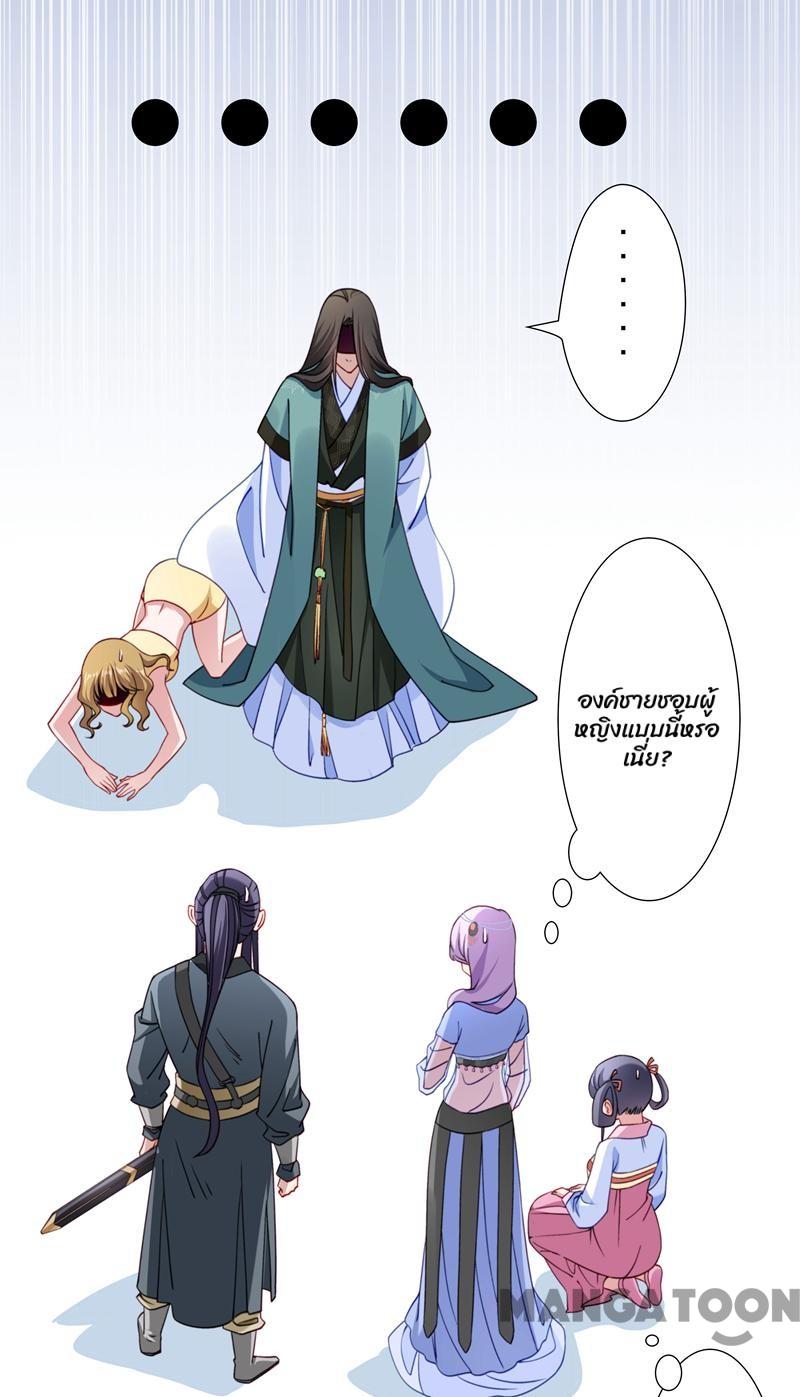 ● ● ● ● ● ●
......
องค์ชายชอบผู้
หญิงแบบนี้หรอ
เนี่ย?
MANGATOON